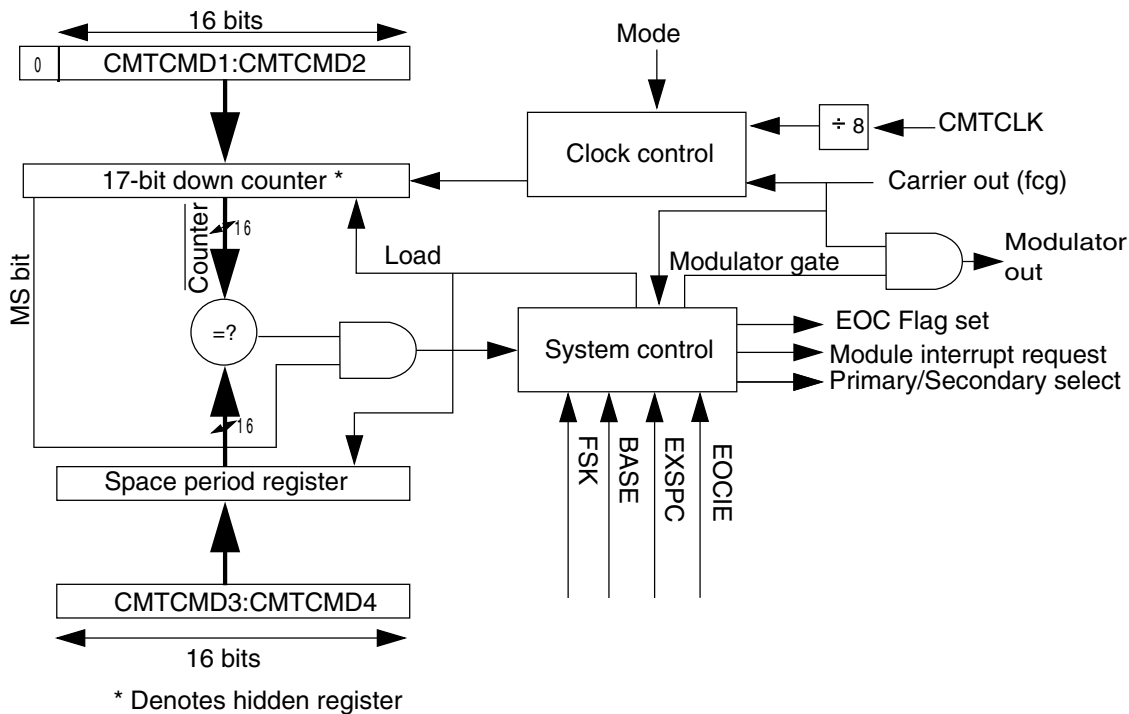 16 bits
0
CMTCMD1:CMTCMD2
Mode
÷ 8
CMTCLK
Clock control
17-bit down counter *
Carrier out (fcg)
16
Counter
MS bit
Load
Modulator gate
Modulator
out
=?
System control
EOC Flag set
Module interrupt request
Primary/Secondary select
16
FSK
BASE
EXSPC
EOCIE
Space period register
CMTCMD3:CMTCMD4
16 bits
* Denotes hidden register